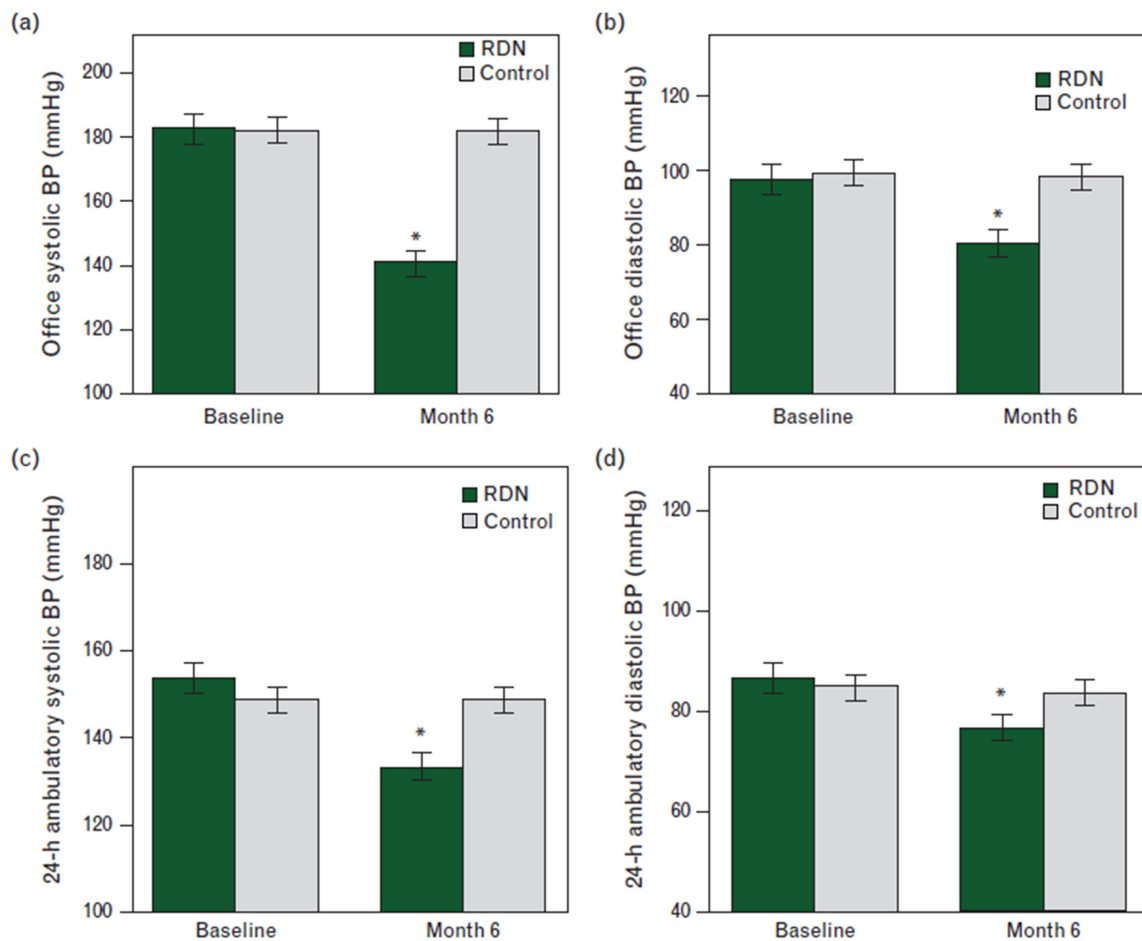 (a)
Office systolic BP (mmHg)
200
180
160
140
120
100
RDN
Control
*
Baseline
Month 6
(b)
Office diastolic BP (mmHg)
120
100
80
60
40
RDN
Control
*
Baseline
Month 6
(c)
24-h ambulatory systolic BP (mmHg)
180
160
140
120
100
RDN
Control
*
Baseline
Month 6
(d)
24-h ambulatory diastolic BP (mmHg)
120
100
80
60
40
RDN
Control
*
Baseline
Month 6